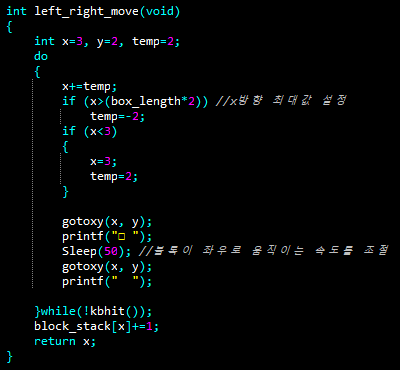 int left_right_move(void)
{
    int x=3, y=2, temp=2;
    do
    {
        x+=temp;
        if (x>(box_length*2)) //x방향 최대값 설정
            temp=-2;
        if (x<3)
        {
            x=3;
            temp=2;
        }

        gotoxy(x, y);
        printf("□ ");
        Sleep(50); //블록이 좌우로 움직이는 속도를 조절
        gotoxy(x, y);
        printf("  ");

    }while(!kbhit());
    block_stack[x]+=1;
    return x;
}